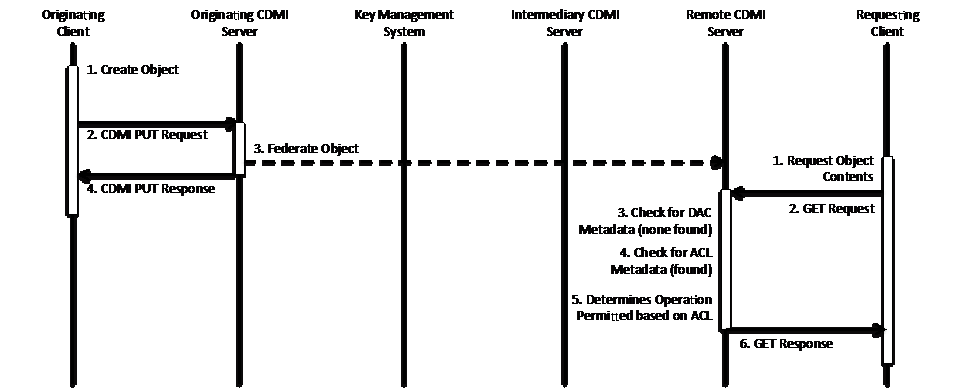 Originating
Client
Originating CDMI
Server
Key Management
System
Intermediary CDMI
Server
Remote CDMI
Server
Requesting
Client
1. Create Object
2. CDMI PUT Request
3. Federate Object
4. CDMI PUT Response
1. Request Object
Contents
2. GET Request
3. Check for DAC
Metadata (none found)
4. Check for ACL
Metadata (found)
5. Determines Operation
Permitted based on ACL
6. GET Response